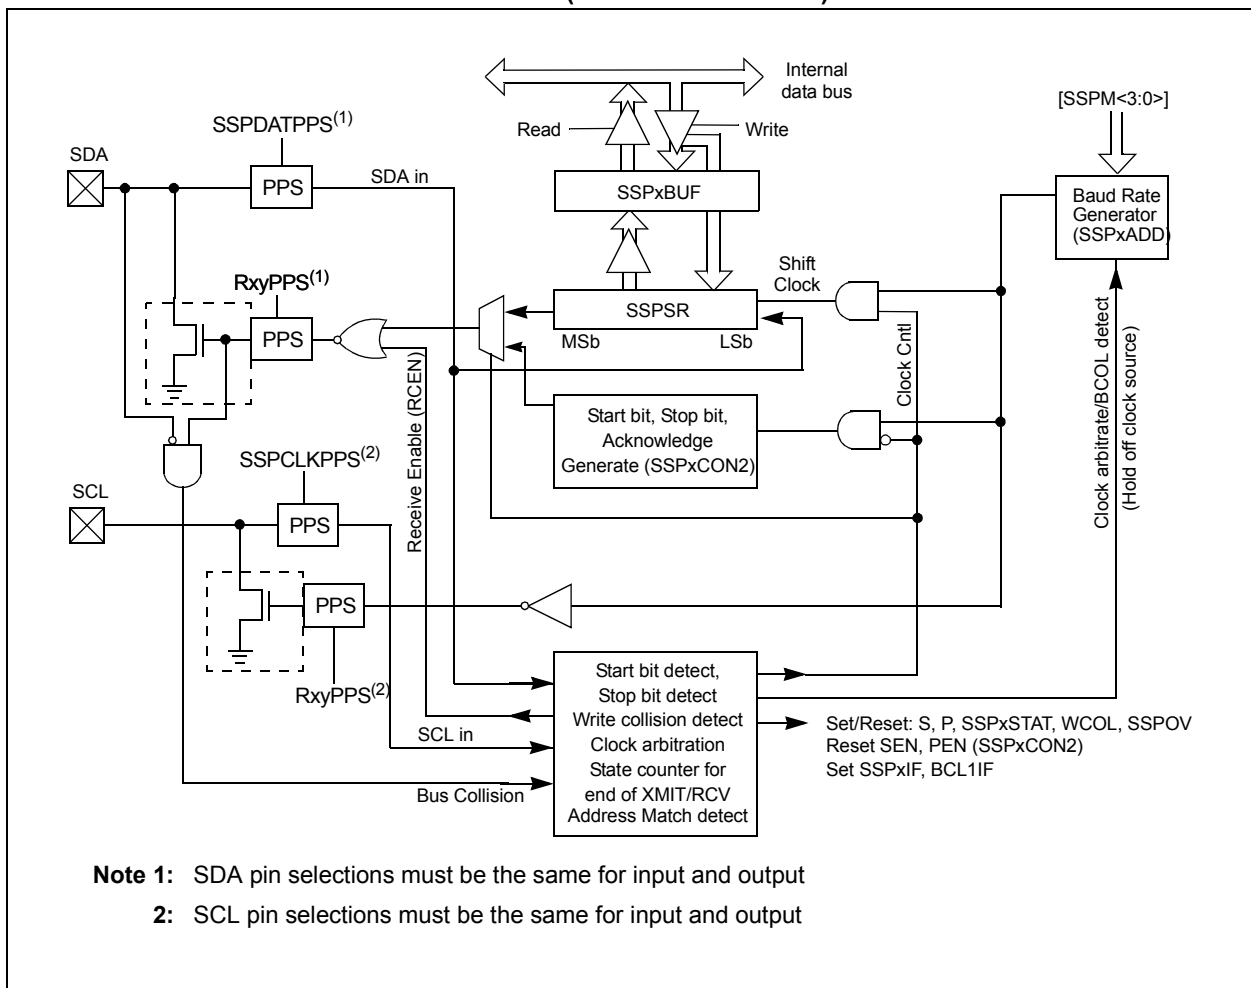 Internal
data bus
[SSPM<3:0>]
SSPDATPPS(1)
Read
Write
SDA
PPS
SDA in
SSPxBUF
Baud Rate
Generator
(SSPxADD)
Shift
Clock
RxyPPS(1)
PPS
SSPSR
MSb
LSb
Clock Cntl
Receive Enable (RCEN)
Clock arbitrate/BCOL detect
(Hold off clock source)
Start bit, Stop bit,
Acknowledge
Generate (SSPxCON2)
SSPCLKPPS(2)
SCL
PPS
PPS
RxyPPS(2)
Start bit detect,
Stop bit detect
Write collision detect
Clock arbitration
State counter for
end of XMIT/RCV
Address Match detect
SCL in
Bus Collision
Set/Reset: S, P, SSPxSTAT, WCOL, SSPOV
Reset SEN, PEN (SSPxCON2)
Set SSPxIF, BCL1IF
Note 1: SDA pin selections must be the same for input and output
2: SCL pin selections must be the same for input and output